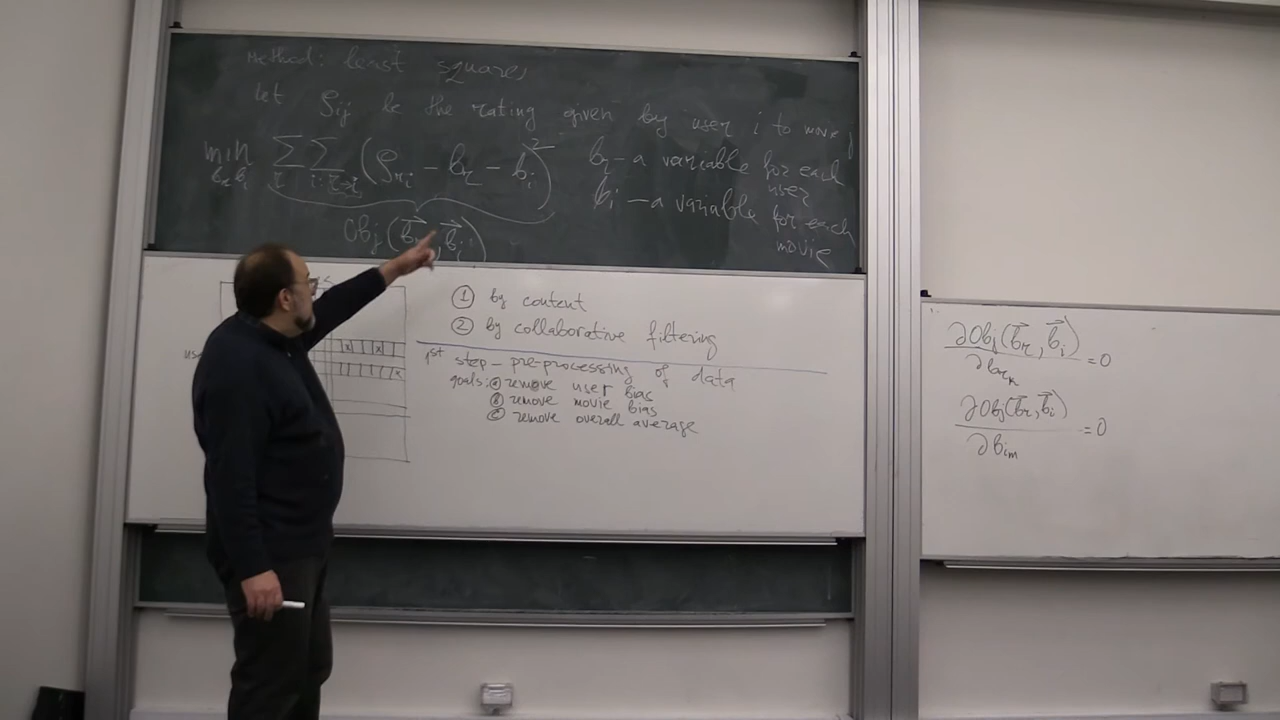 Method: least squares
Let ρij be the rating given by user i to movie j
min Σ Σ (ρri − br − bi)²
br bi
br – a variable for each
user
bi – a variable for each
movie
Obj(b⃗r, b⃗i)
① by content
② by collaborative filtering
1st step – pre-processing of data
goals: ⓐ remove user bias
ⓑ remove movie bias
ⓒ remove overall average
∂Obj(b⃗r, b⃗i)
= 0
∂Obj(b⃗r, b⃗i)
= 0
∂bim